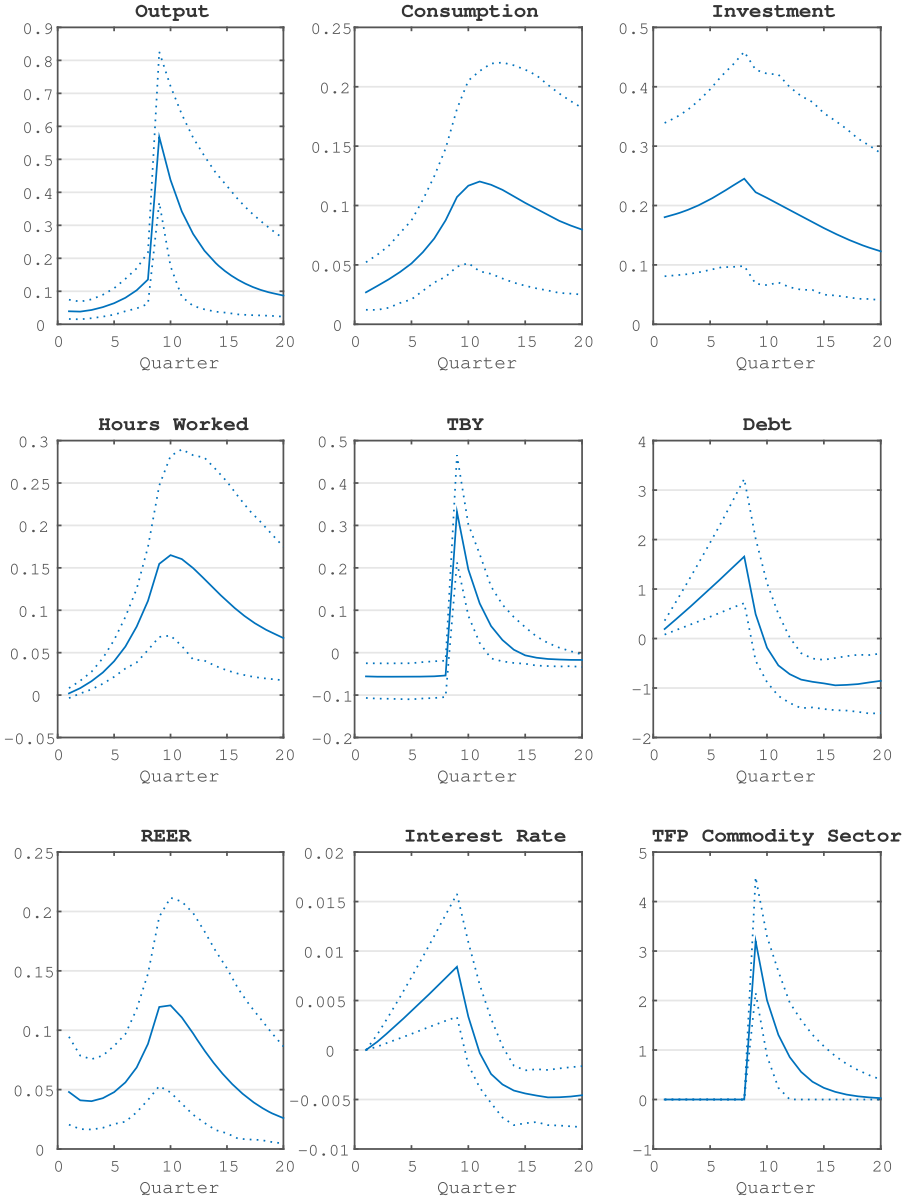 Output Consumption Investment
0.9 0.25 0.5
0.8
0.7 0.2 0.4
0.6
0.5 0.15 0.3
0.4
0.3 0.1 0.2
0.2 0.05 0.1
0.1
0 0 0
0 5 10 15 20 0 5 10 15 20 0 5 10 15 20
Quarter Quarter Quarter
Hours Worked TBY Debt
0.3 0.5 4
0.25 0.4 3
0.2 0.3 2
0.2
0.15 1
0.1 0.1 0
0.05 0
0 -0.1 -1
-0.05 -0.2 -2
0 5 10 15 20 0 5 10 15 20 0 5 10 15 20
Quarter Quarter Quarter
REER Interest Rate TFP Commodity Sector
0.25 0.02 5
0.2 0.015 4
0.01 3
0.15
0.005 2
0.1 0 1
0.05 -0.005 0
0 -0.01 -1
0 5 10 15 20 0 5 10 15 20 0 5 10 15 20
Quarter Quarter Quarter